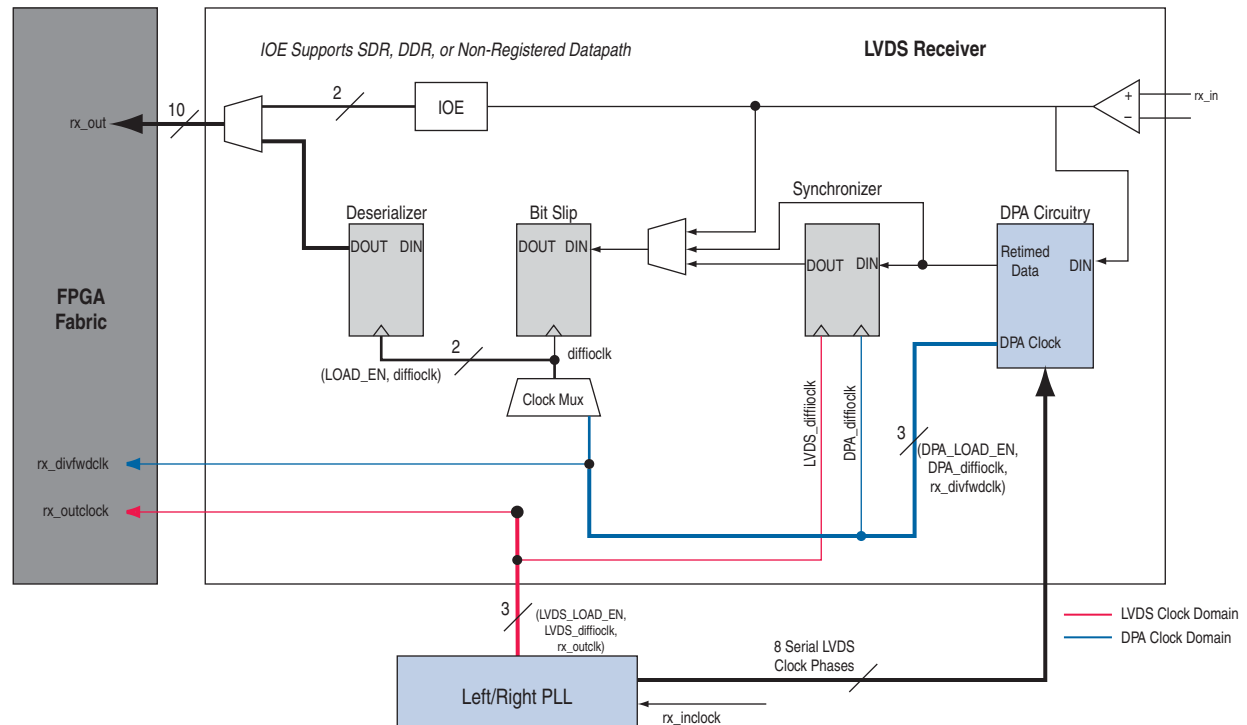 IOE Supports SDR, DDR, or Non-Registered Datapath
LVDS Receiver
2
IOE
+
–
rx_in
10
rx_out
Synchronizer
Deserializer
Bit Slip
DPA Circuitry
DOUT DIN
DOUT DIN
DOUT DIN
Retimed
Data
DIN
FPGA
Fabric
DPA Clock
2
diffioclk
(LOAD_EN, diffioclk)
Clock Mux
LVDS_diffiioclk
DPA_diffioclk
3
(DPA_LOAD_EN,
DPA_diffioclk,
rx_divfwdclk)
rx_divfwdclk
rx_outclock
3
(LVDS_LOAD_EN,
LVDS_diffioclk,
rx_outclk)
LVDS Clock Domain
DPA Clock Domain
8 Serial LVDS
Clock Phases
Left/Right PLL
rx_inclock